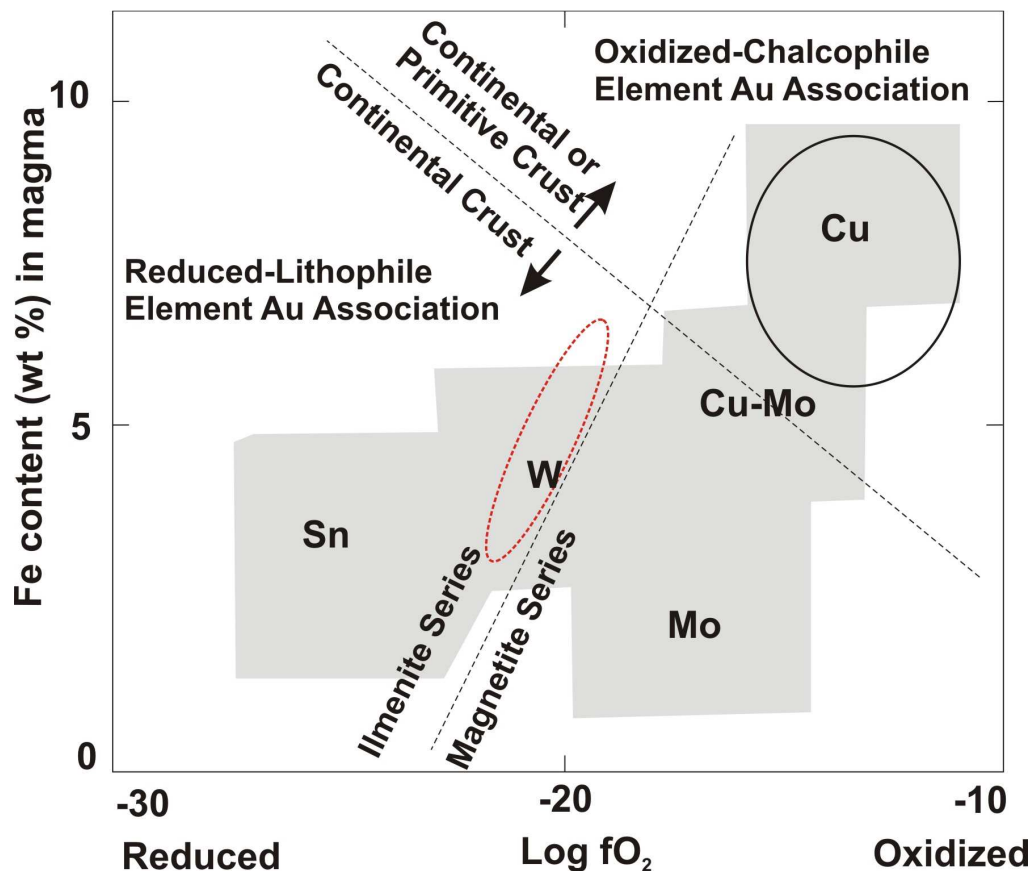 Continental or
Primitive Crust
Continental Crust
Oxidized-Chalcophile
Element Au Association
Reduced-Lithophile
Element Au Association
Fe content (wt %) in magma
10
5
0
Cu
Cu-Mo
W
Sn
Mo
Ilmenite Series
Magnetite Series
-30
-20
-10
Reduced
Log fO₂
Oxidized